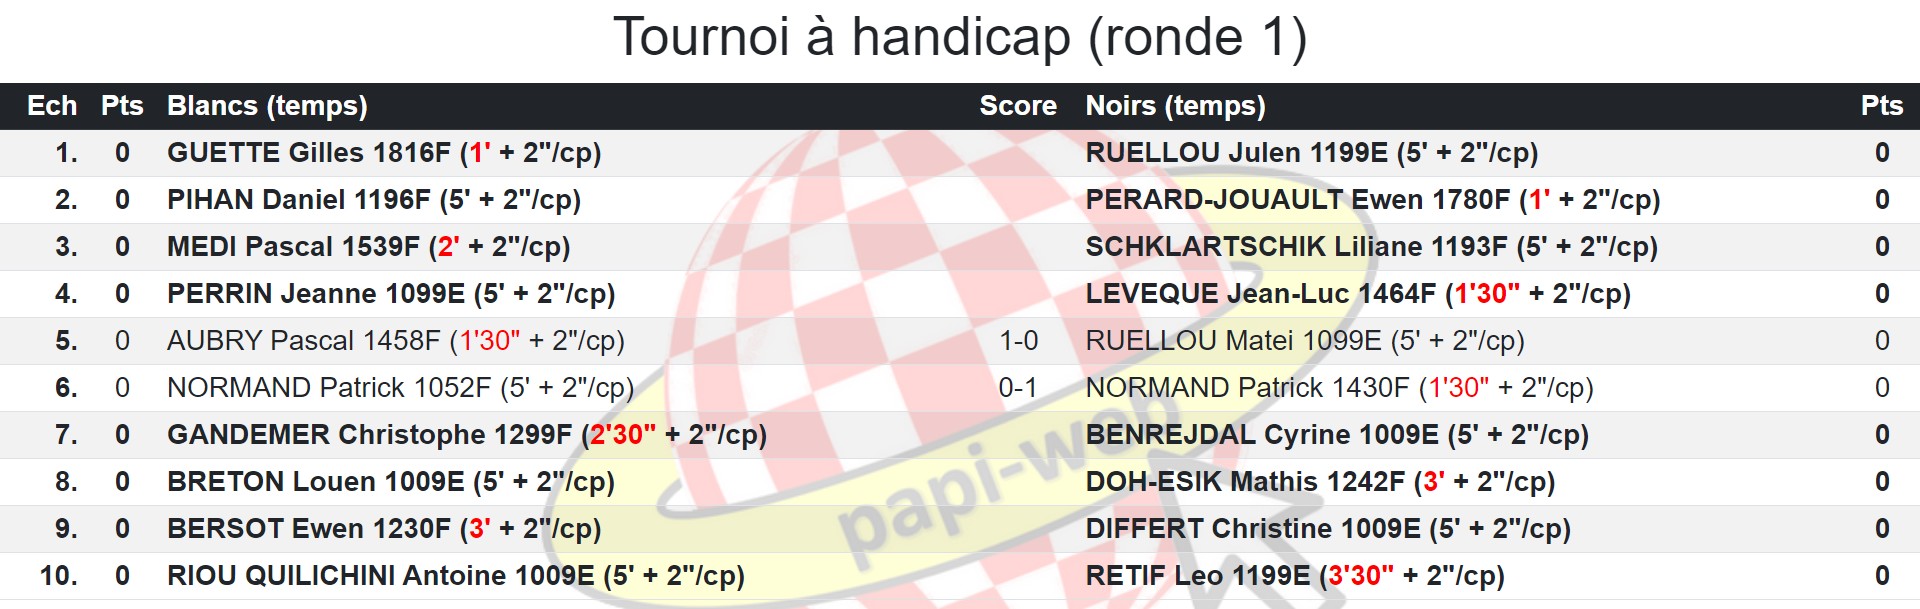 Tournoi à handicap (ronde 1)
Ech Pts Blancs (temps) Score Noirs (temps) Pts
1. 0 GUETTE Gilles 1816F (1' + 2"/cp) RUELLOU Julen 1199E (5' + 2"/cp) 0
2. 0 PIHAN Daniel 1196F (5' + 2"/cp) PERARD-JOUAULT Ewen 1780F (1' + 2"/cp) 0
3. 0 MEDI Pascal 1539F (2' + 2"/cp) SCHKLARTSCHIK Liliane 1193F (5' + 2"/cp) 0
4. 0 PERRIN Jeanne 1099E (5' + 2"/cp) LEVEQUE Jean-Luc 1464F (1'30" + 2"/cp) 0
5. 0 AUBRY Pascal 1458F (1'30" + 2"/cp) 1-0 RUELLOU Matei 1099E (5' + 2"/cp) 0
6. 0 NORMAND Patrick 1052F (5' + 2"/cp) 0-1 NORMAND Patrick 1430F (1'30" + 2"/cp) 0
7. 0 GANDEMER Christophe 1299F (2'30" + 2"/cp) BENREJDAL Cyrine 1009E (5' + 2"/cp) 0
8. 0 BRETON Louen 1009E (5' + 2"/cp) DOH-ESIK Mathis 1242F (3' + 2"/cp) 0
9. 0 BERSOT Ewen 1230F (3' + 2"/cp) DIFFERT Christine 1009E (5' + 2"/cp) 0
10. 0 RIOU QUILICHINI Antoine 1009E (5' + 2"/cp) RETIF Leo 1199E (3'30" + 2"/cp) 0
papi-web